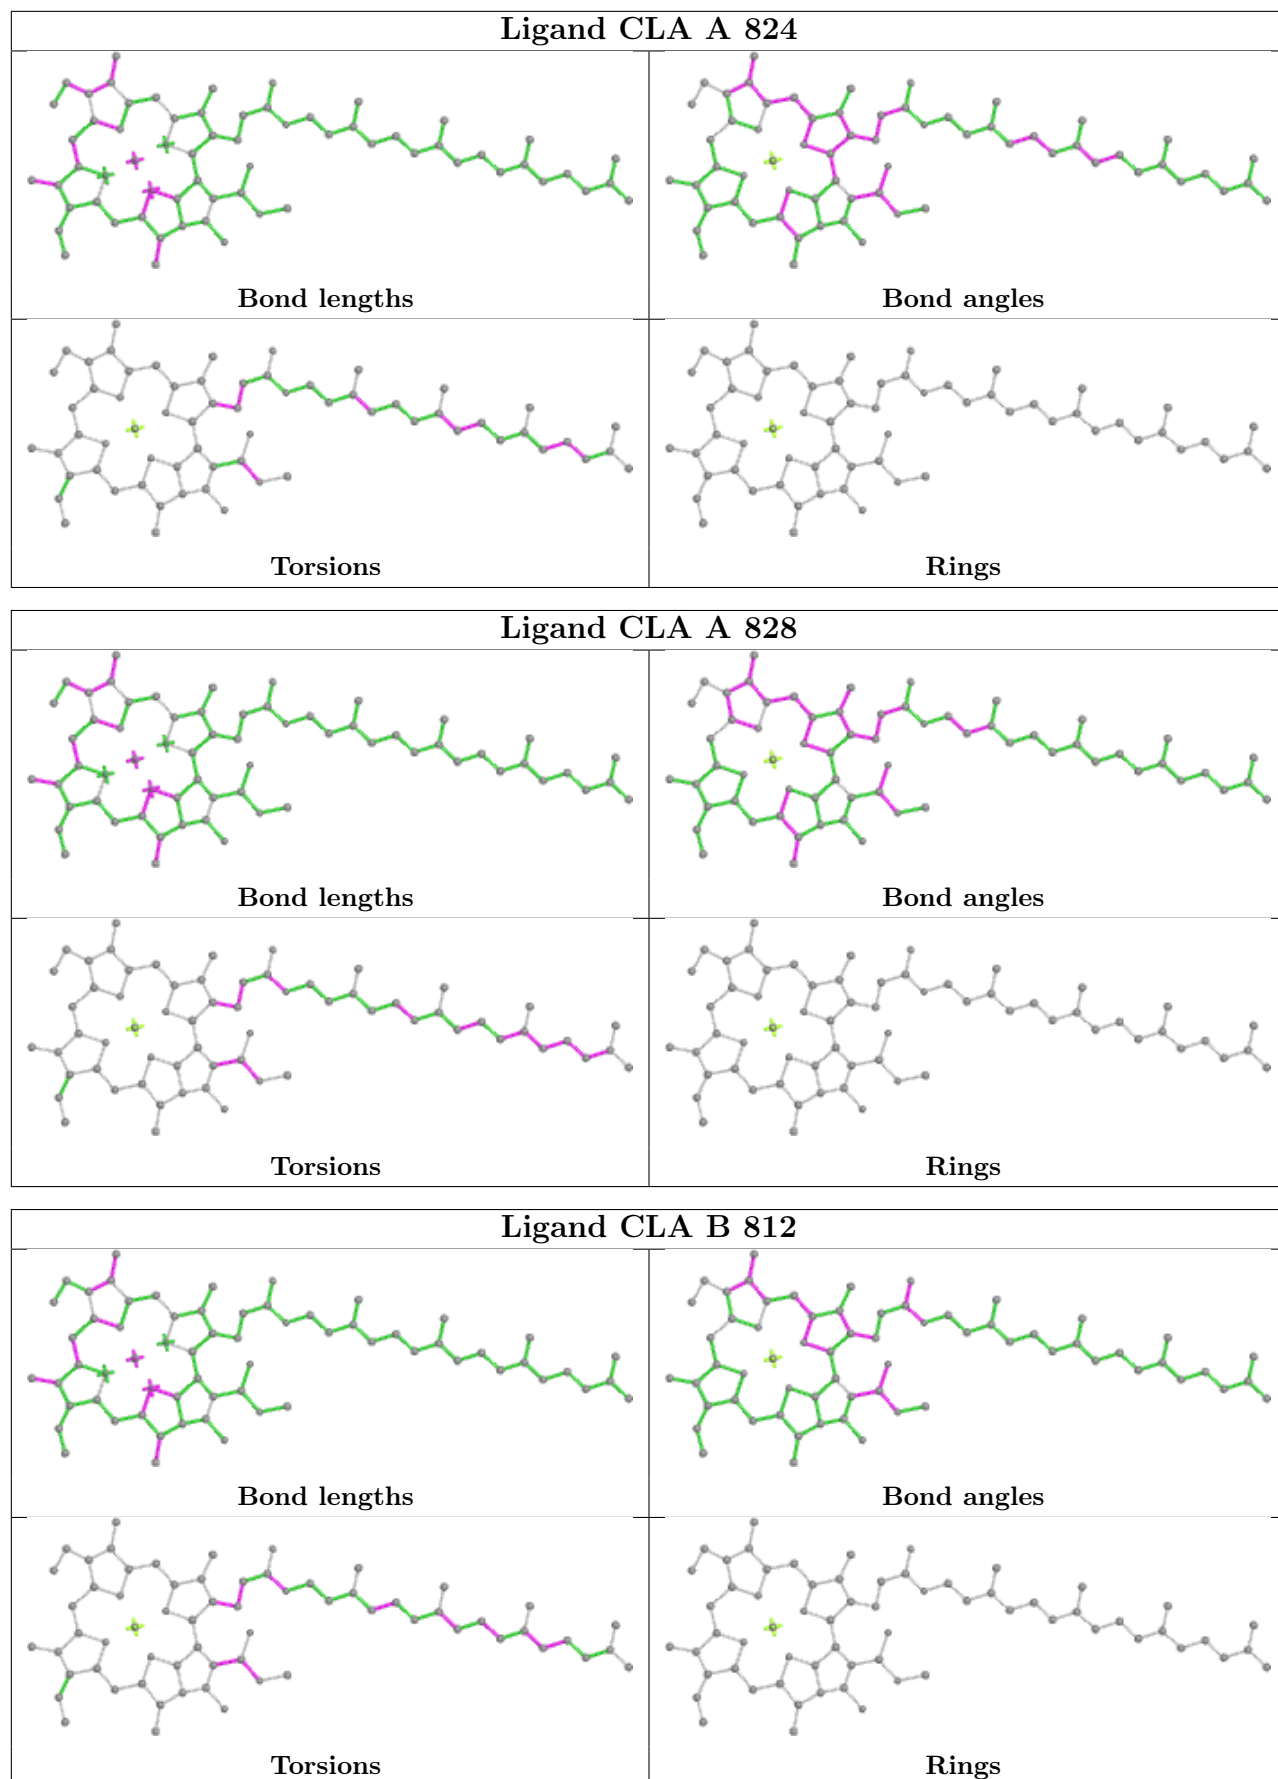 Ligand CLA A 824
Bond lengths
Bond angles
Torsions
Rings
Ligand CLA A 828
Bond lengths
Bond angles
Torsions
Rings
Ligand CLA B 812
Bond lengths
Bond angles
Torsions
Rings